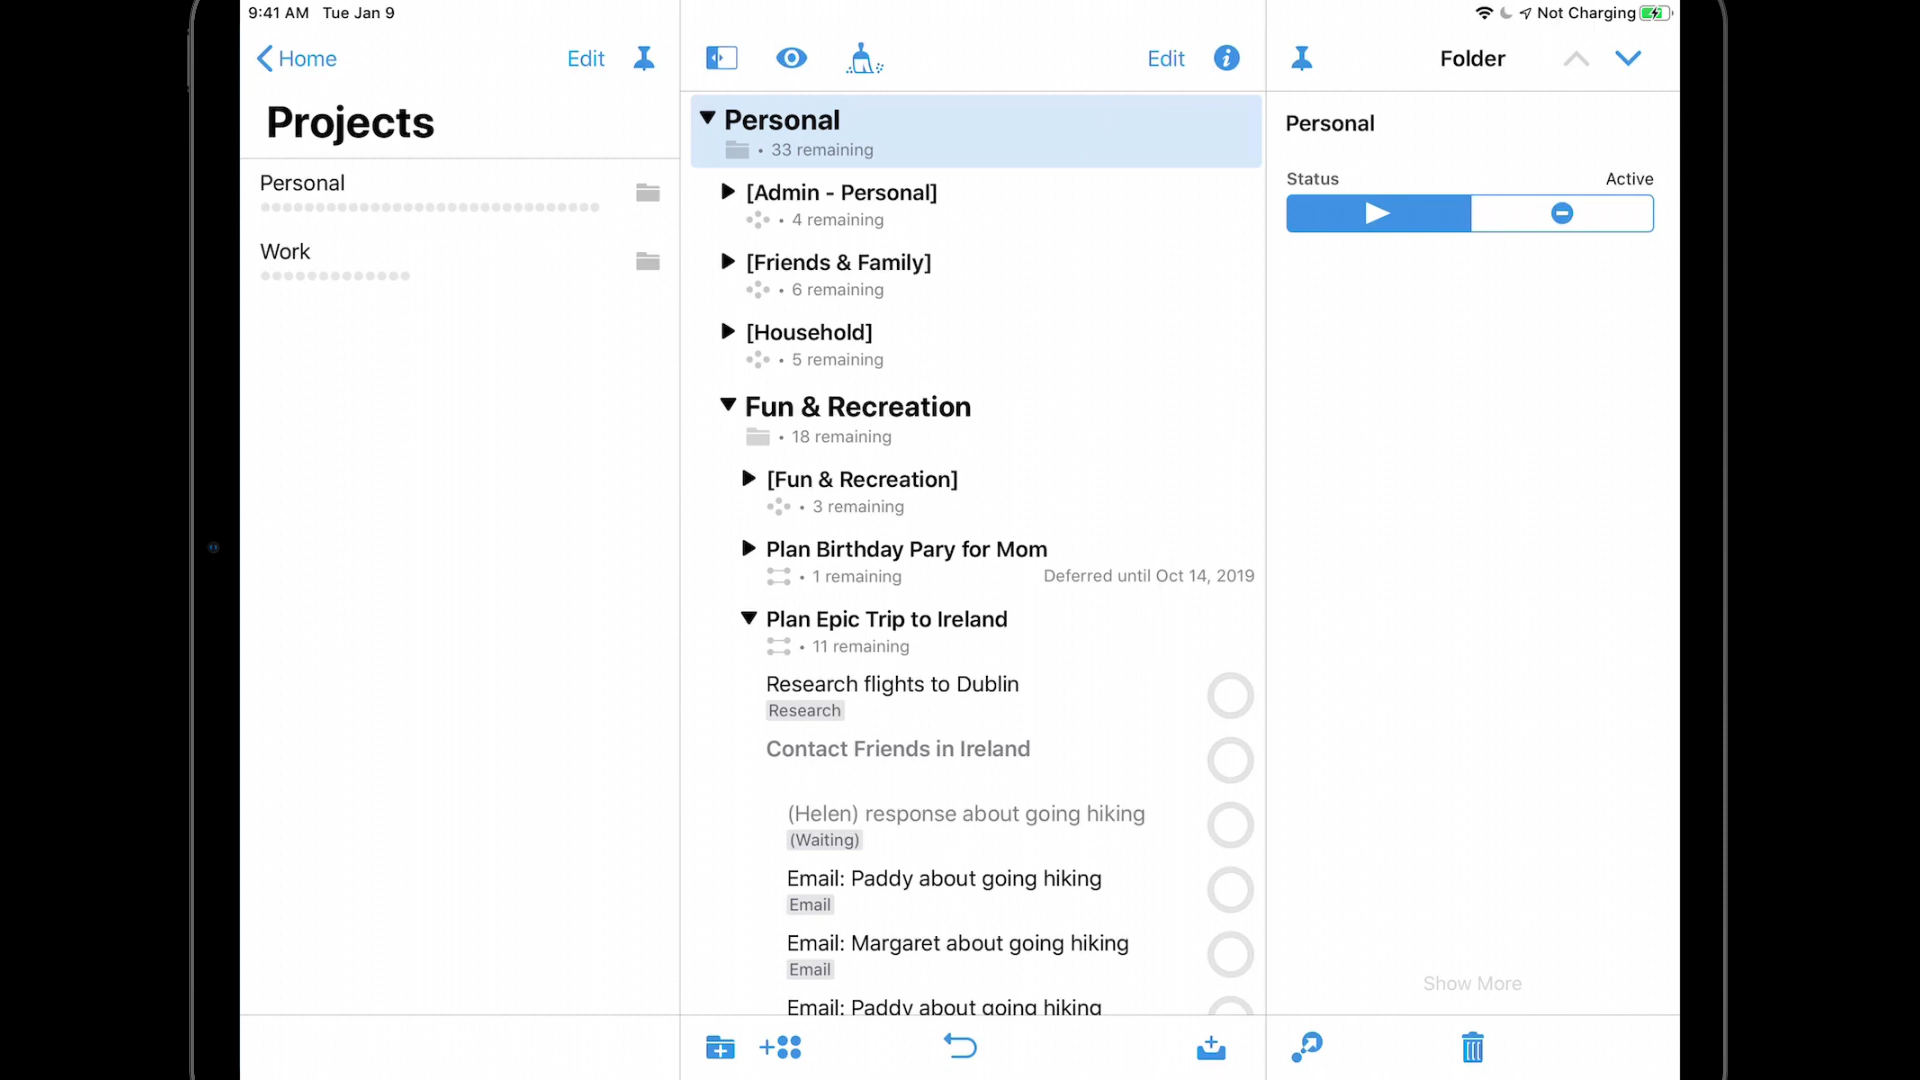 9:41 AM Tue Jan 9
Not Charging
Home
Edit
Projects
Personal
Work
Edit
Personal
• 33 remaining
[Admin - Personal]
• 4 remaining
[Friends & Family]
• 6 remaining
[Household]
• 5 remaining
Fun & Recreation
• 18 remaining
[Fun & Recreation]
• 3 remaining
Plan Birthday Pary for Mom
• 1 remaining Deferred until Oct 14, 2019
Plan Epic Trip to Ireland
• 11 remaining
Research flights to Dublin
Research
Contact Friends in Ireland
(Helen) response about going hiking
(Waiting)
Email: Paddy about going hiking
Email
Email: Margaret about going hiking
Email
Email: Paddy about going hiking
Folder
Personal
Status Active
Show More